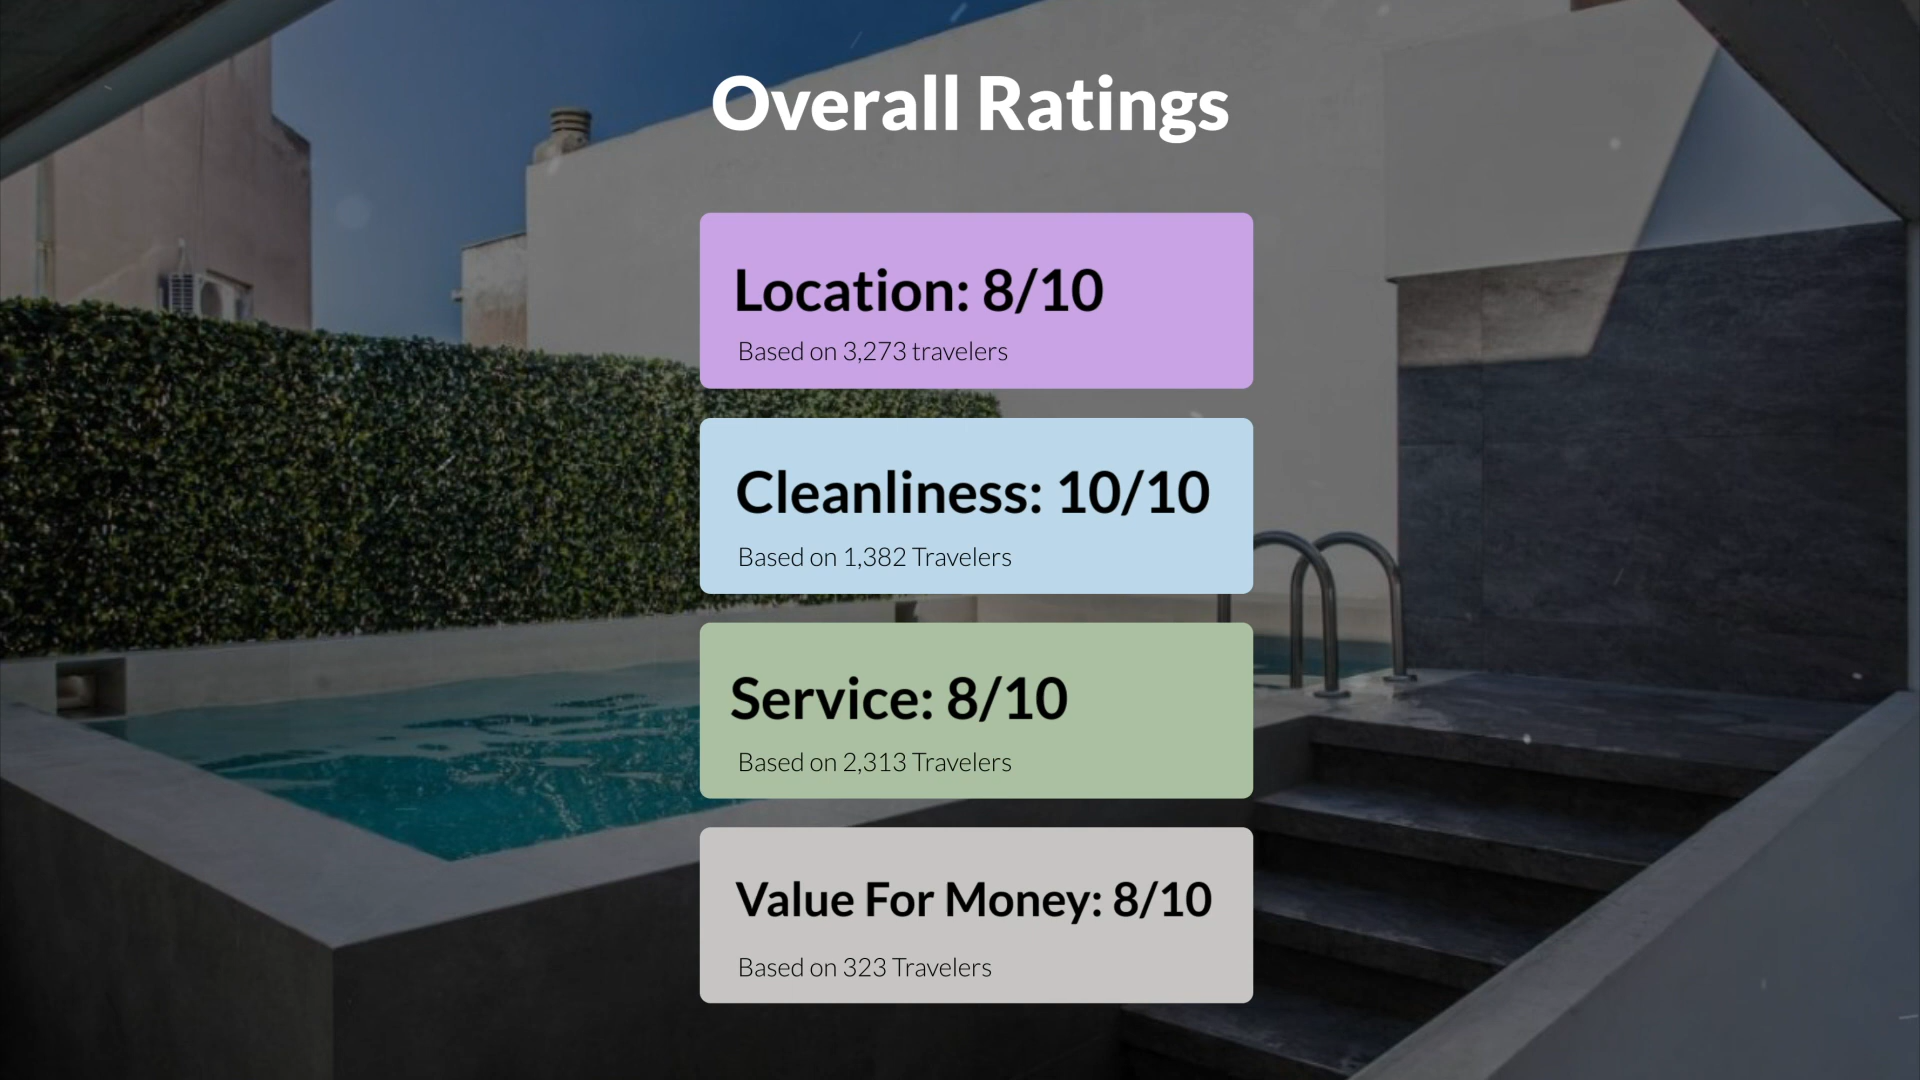 Overall Ratings
Location: 8/10
Based on 3,273 travelers
Cleanliness: 10/10
Based on 1,382 Travelers
Service: 8/10
Based on 2,313 Travelers
Value For Money: 8/10
Based on 323 Travelers